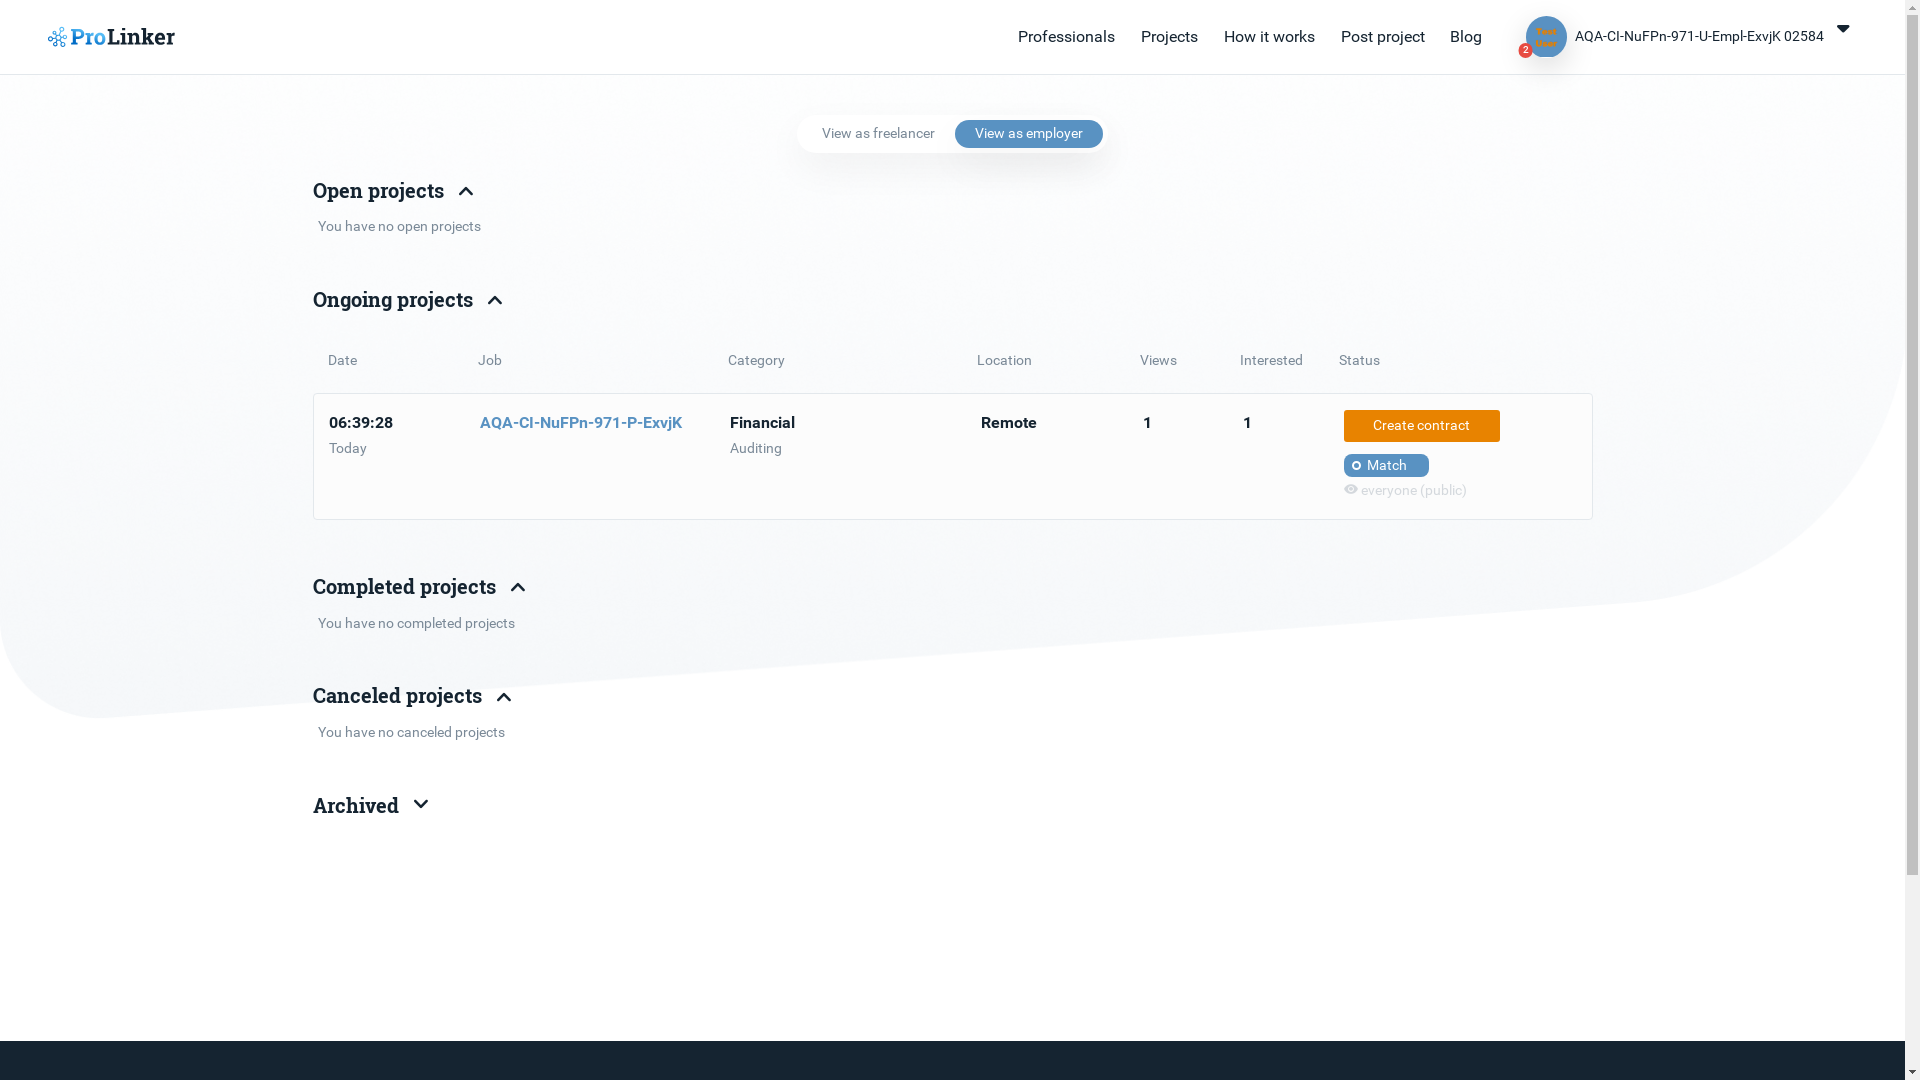 ProLinker
Professionals Projects How it works Post project Blog
Test User
2
AQA-CI-NuFPn-971-U-Empl-ExvjK 02584
View as freelancer View as employer
Open projects
You have no open projects
Ongoing projects
Date Job Category Location Views Interested Status
06:39:28 AQA-CI-NuFPn-971-P-ExvjK Financial Remote 1 1 Create contract
Today Auditing
Match
everyone (public)
Completed projects
You have no completed projects
Canceled projects
You have no canceled projects
Archived